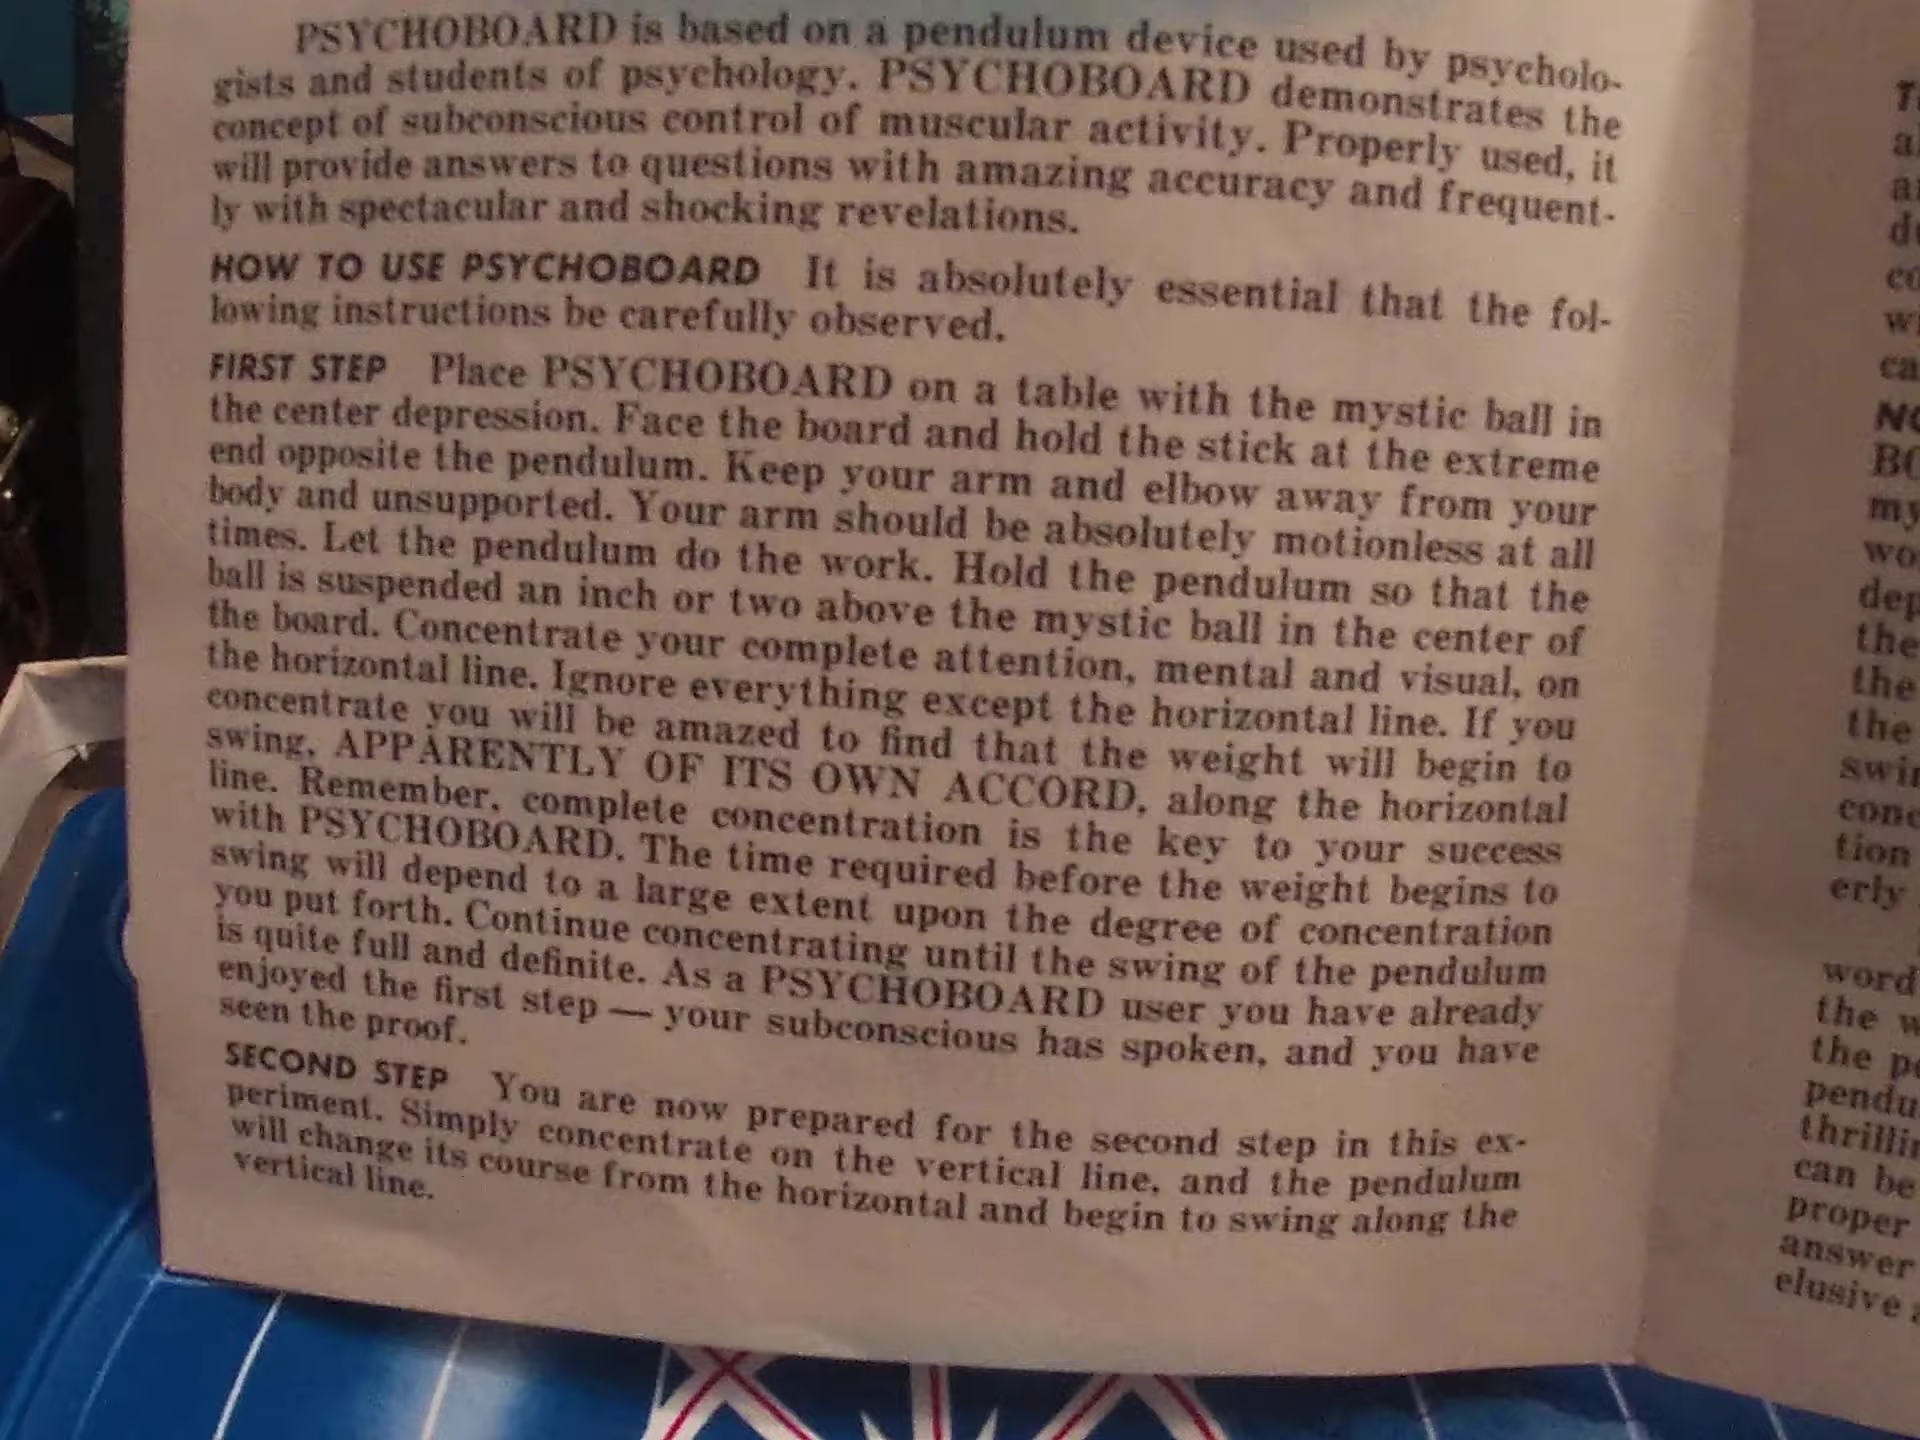 PSYCHOBOARD is based on a pendulum device used by psycholo-
gists and students of psychology. PSYCHOBOARD demonstrates the
concept of subconscious control of muscular activity. Properly used, it
will provide answers to questions with amazing accuracy and frequent-
ly with spectacular and shocking revelations.
HOW TO USE PSYCHOBOARD It is absolutely essential that the fol-
lowing instructions be carefully observed.
FIRST STEP Place PSYCHOBOARD on a table with the mystic ball in
the center depression. Face the board and hold the stick at the extreme
end opposite the pendulum. Keep your arm and elbow away from your
body and unsupported. Your arm should be absolutely motionless at all
times. Let the pendulum do the work. Hold the pendulum so that the
ball is suspended an inch or two above the mystic ball in the center of
the board. Concentrate your complete attention, mental and visual, on
the horizontal line. Ignore everything except the horizontal line. If you
concentrate you will be amazed to find that the weight will begin to
swing, APPARENTLY OF ITS OWN ACCORD, along the horizontal
line. Remember, complete concentration is the key to your success
with PSYCHOBOARD. The time required before the weight begins to
swing will depend to a large extent upon the degree of concentration
you put forth. Continue concentrating until the swing of the pendulum
is quite full and definite. As a PSYCHOBOARD user you have already
enjoyed the first step — your subconscious has spoken, and you have
seen the proof.
SECOND STEP You are now prepared for the second step in this ex-
periment. Simply concentrate on the vertical line, and the pendulum
will change its course from the horizontal and begin to swing along the
vertical line.
the
the
the
tion
erly
word
the
the
can be
proper
answer
elusive